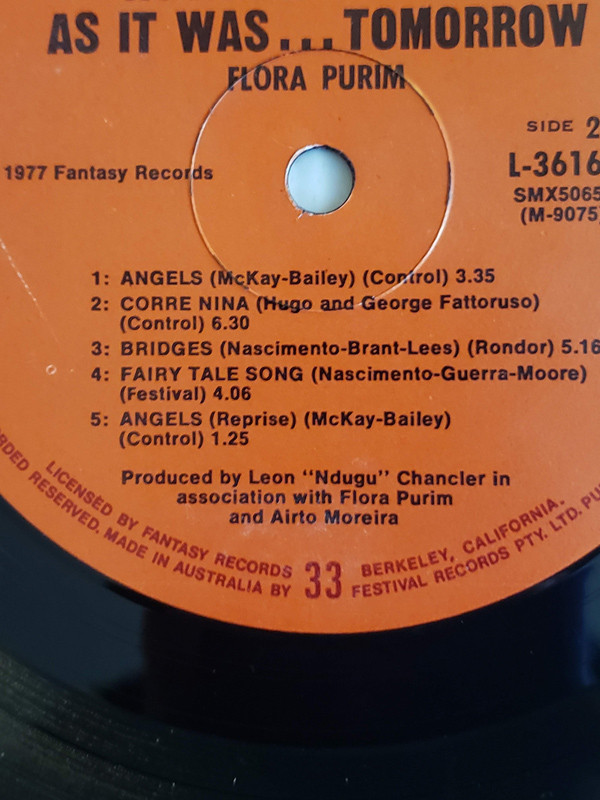 AS IT WAS...TOMORROW
FLORA PURIM
SIDE 2
1977 Fantasy Records
L-3616
SMX5065
(M-9075)
1: ANGELS (McKay-Bailey) (Control) 3.35
2: CORRE NINA (Hugo and George Fattoruso)
(Control) 6.30
3: BRIDGES (Nascimento-Brant-Lees) (Rondor) 5.16
4: FAIRY TALE SONG (Nascimento-Guerra-Moore)
(Festival) 4.06
5: ANGELS (Reprise) (McKay-Bailey)
(Control) 1.25
Produced by Leon "Ndugu" Chancler in
association with Flora Purim
and Airto Moreira
LICENSED BY FANTASY RECORDS BERKELEY, CALIFORNIA.
RESERVED. MADE IN AUSTRALIA BY FESTIVAL RECORDS PTY. LTD.
33